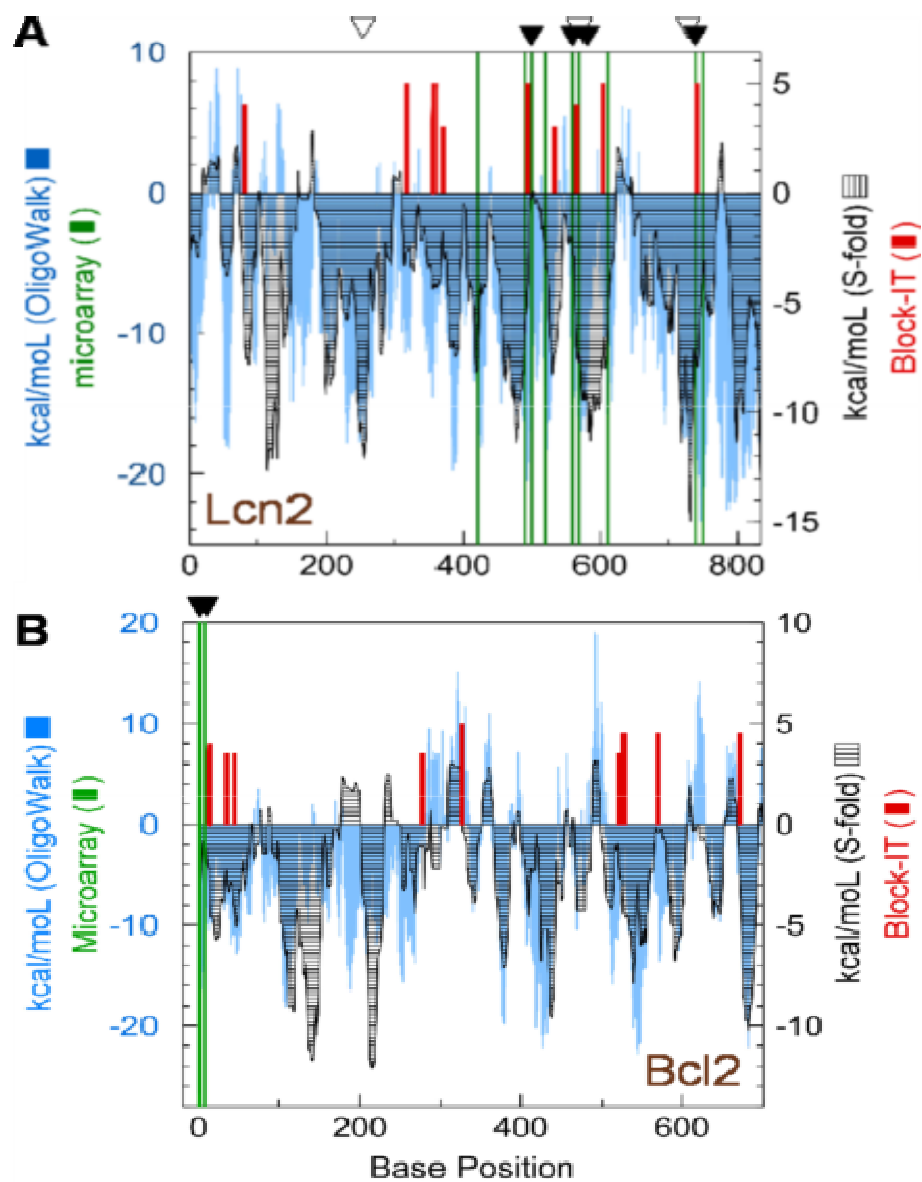 A
10
0
-10
-20
kcal/moL (OligoWalk)
microarray ( )
5
0
-5
-10
-15
kcal/moL (S-fold)
Block-IT ( )
Lcn2
0 200 400 600 800
B
20
10
0
-10
-20
kcal/moL (OligoWalk)
Microarray ( )
10
5
0
-5
-10
kcal/moL (S-fold)
Block-IT ( )
Bcl2
0 200 400 600
Base Position